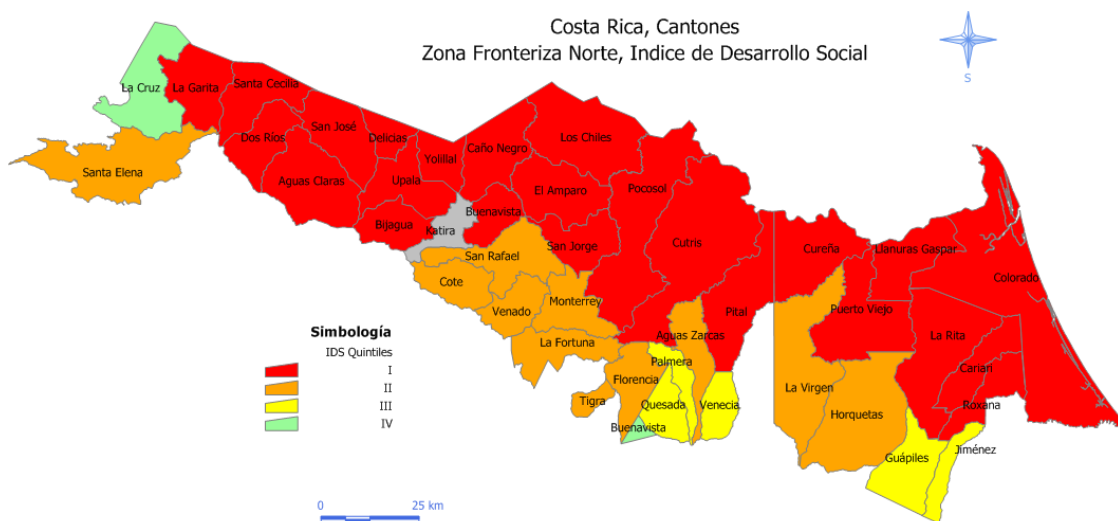 Costa Rica, Cantones
Zona Fronteriza Norte, Indice de Desarrollo Social
S
La Cruz
La Garita
Santa Cecilia
San José
Dos Ríos
Delicias
Los Chiles
Caño Negro
Yolillal
Santa Elena
Aguas Claras
Upala
El Amparo
Pocosol
Buenavista
Bijagua
Katira
San Jorge
Cutris
Cureña
Llanuras Gaspar
San Rafael
Colorado
Cote
Monterrey
Venado
Pital
Puerto Viejo
Aguas Zarcas
La Rita
La Fortuna
Palmera
Cariari
Florencia
La Virgen
Tigra
Quesada
Venecia
Roxana
Horquetas
Buenavista
Guápiles
Jiménez
Simbología
IDS Quintiles
I
II
III
IV
0 25 km